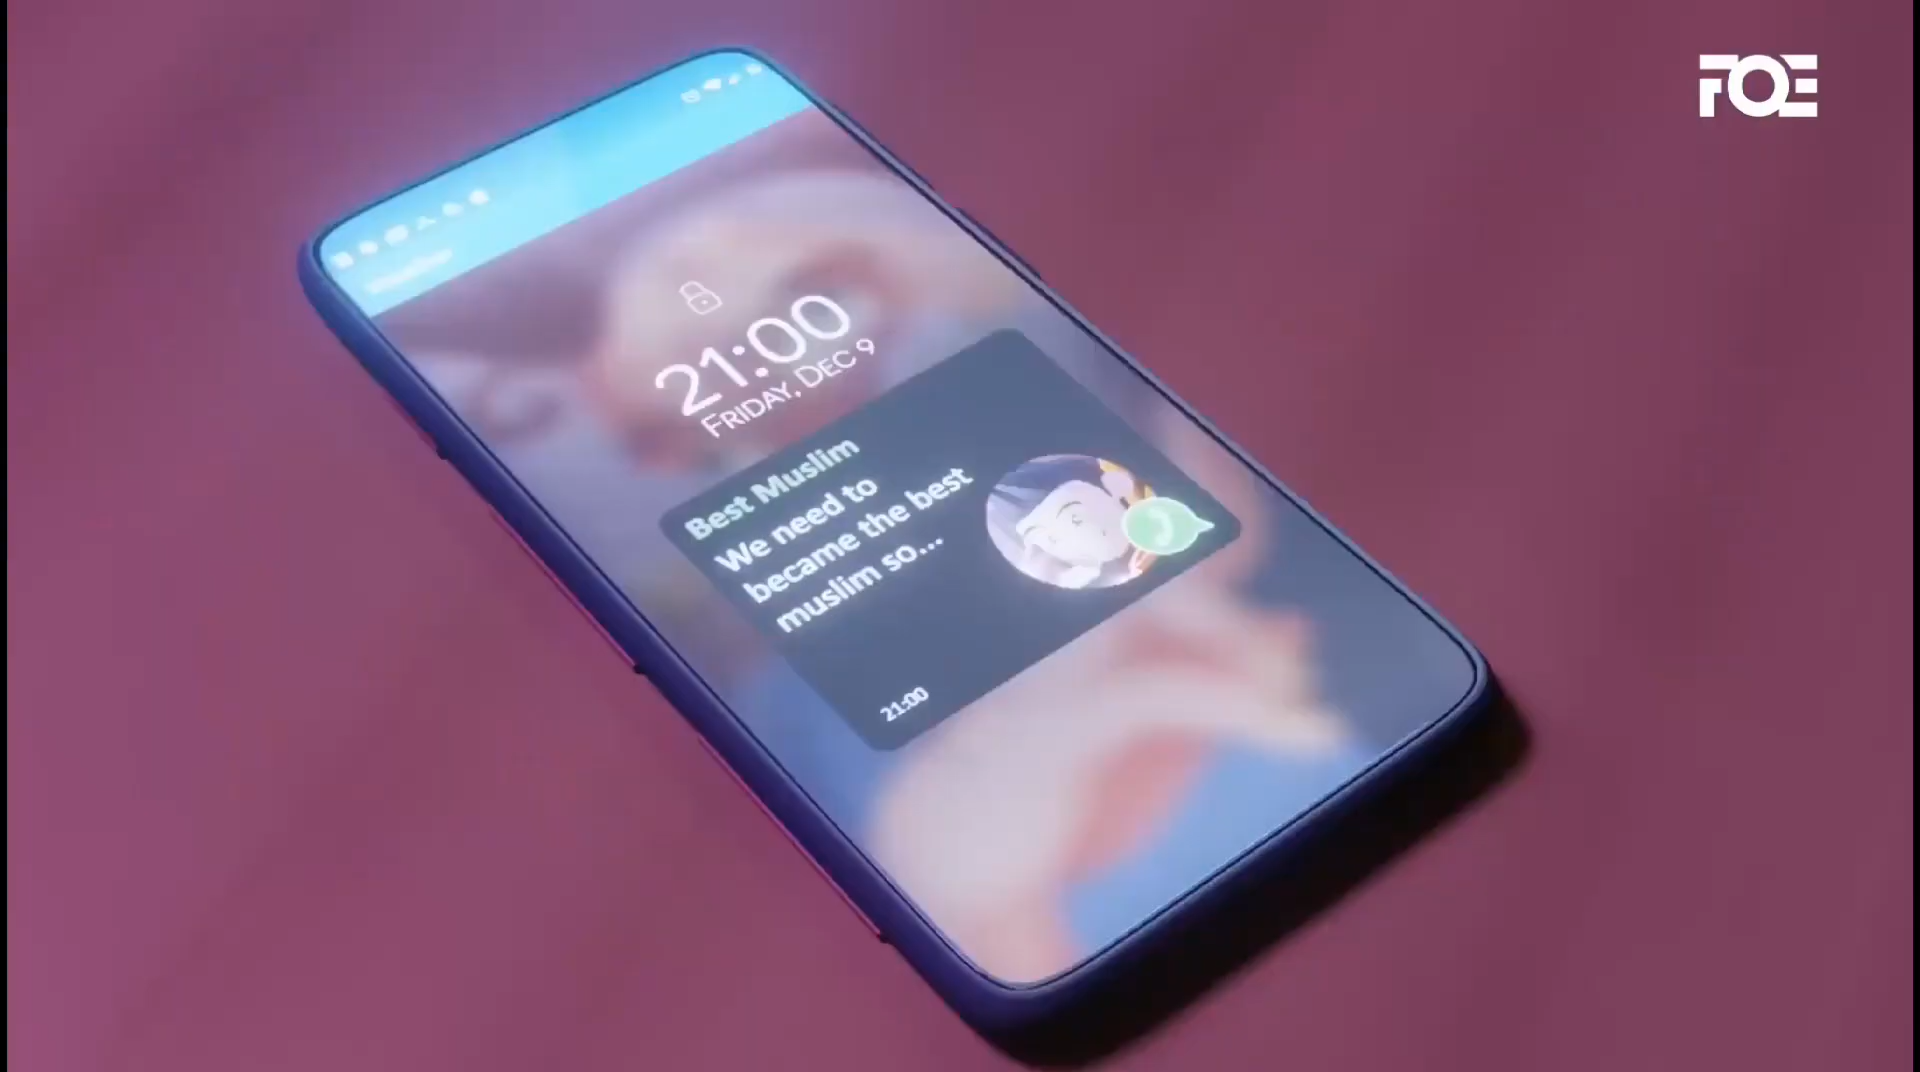 FOE
21:00
FRIDAY, DEC 9
Best Muslim
We need to
became the best
muslim so...
21:00